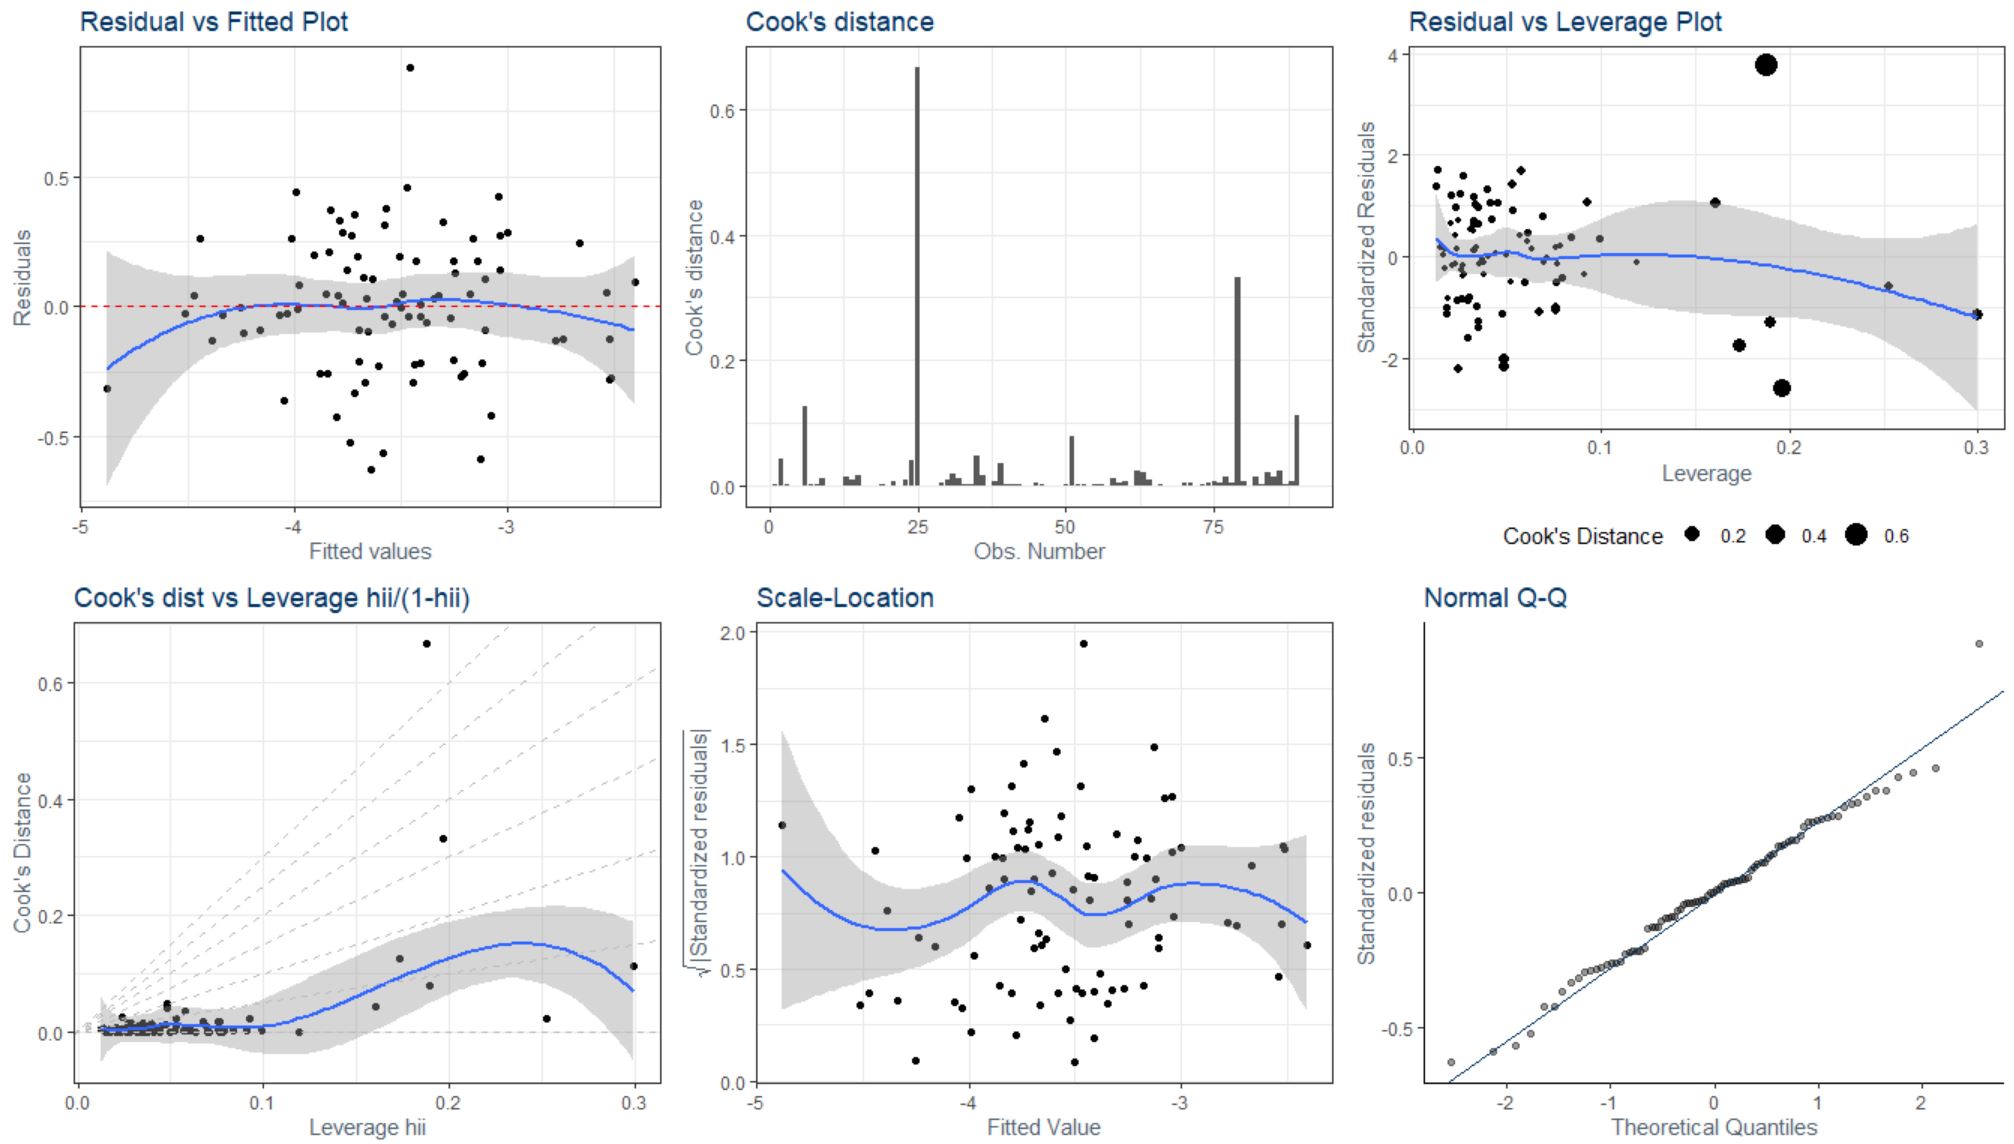 Residual vs Fitted Plot
Residuals
0.5
0.0
-0.5
-5
-4
-3
Fitted values
Cook's distance
Cook's distance
0.6
0.4
0.2
0.0
0
25
50
75
Obs. Number
Residual vs Leverage Plot
Standardized Residuals
4
2
0
-2
0.0
0.1
0.2
0.3
Leverage
Cook's Distance 0.2 0.4 0.6
Cook's dist vs Leverage hii/(1-hii)
Cook's Distance
0.6
0.4
0.2
0.0
0.0
0.1
0.2
0.3
Leverage hii
Scale-Location
√|Standardized residuals|
2.0
1.5
1.0
0.5
0.0
-5
-4
-3
Fitted Value
Normal Q-Q
Standardized residuals
0.5
0.0
-0.5
-2
-1
0
1
2
Theoretical Quantiles